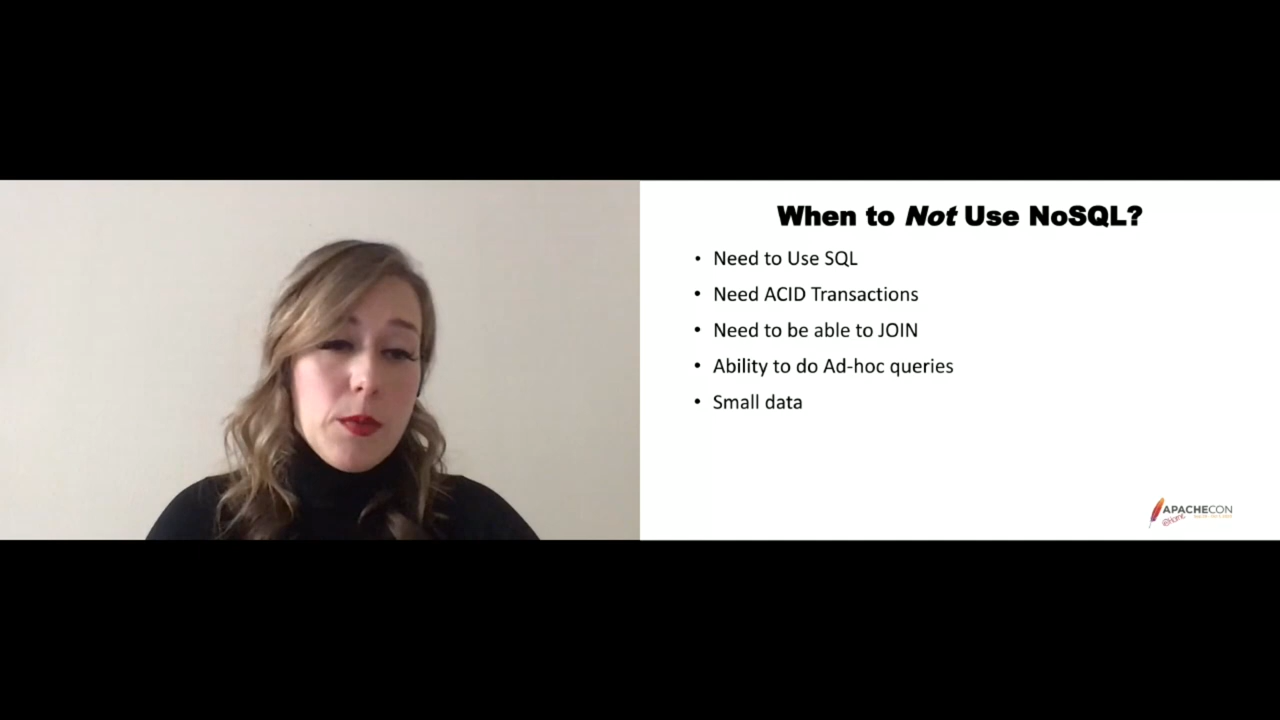 When to Not Use NoSQL?
• Need to Use SQL
• Need ACID Transactions
• Need to be able to JOIN
• Ability to do Ad-hoc queries
• Small data
APACHECON
@Home